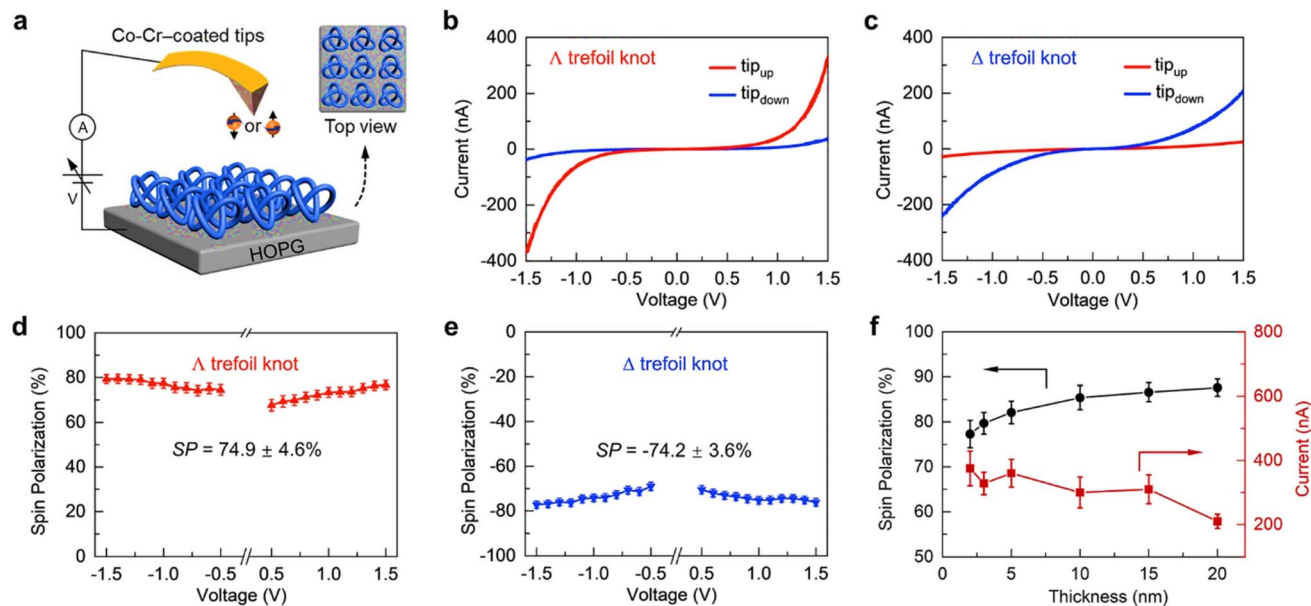 a
Co-Cr–coated tips
or
Top view
A
V
HOPG
b
Λ trefoil knot
tip_up
tip_down
Current (nA)
400
200
0
-200
-400
-1.5 -1.0 -0.5 0.0 0.5 1.0 1.5
Voltage (V)
c
Δ trefoil knot
tip_up
tip_down
Current (nA)
400
200
0
-200
-400
-1.5 -1.0 -0.5 0.0 0.5 1.0 1.5
Voltage (V)
d
Λ trefoil knot
SP = 74.9 ± 4.6%
Spin Polarization (%)
100
80
60
40
20
0
-1.5 -1.0 -0.5 0.5 1.0 1.5
Voltage (V)
e
Δ trefoil knot
SP = -74.2 ± 3.6%
Spin Polarization (%)
0
-20
-40
-60
-80
-100
-1.5 -1.0 -0.5 0.5 1.0 1.5
Voltage (V)
f
Spin Polarization (%)
100
90
80
70
60
50
800
600
400
200
Current (nA)
0 5 10 15 20
Thickness (nm)